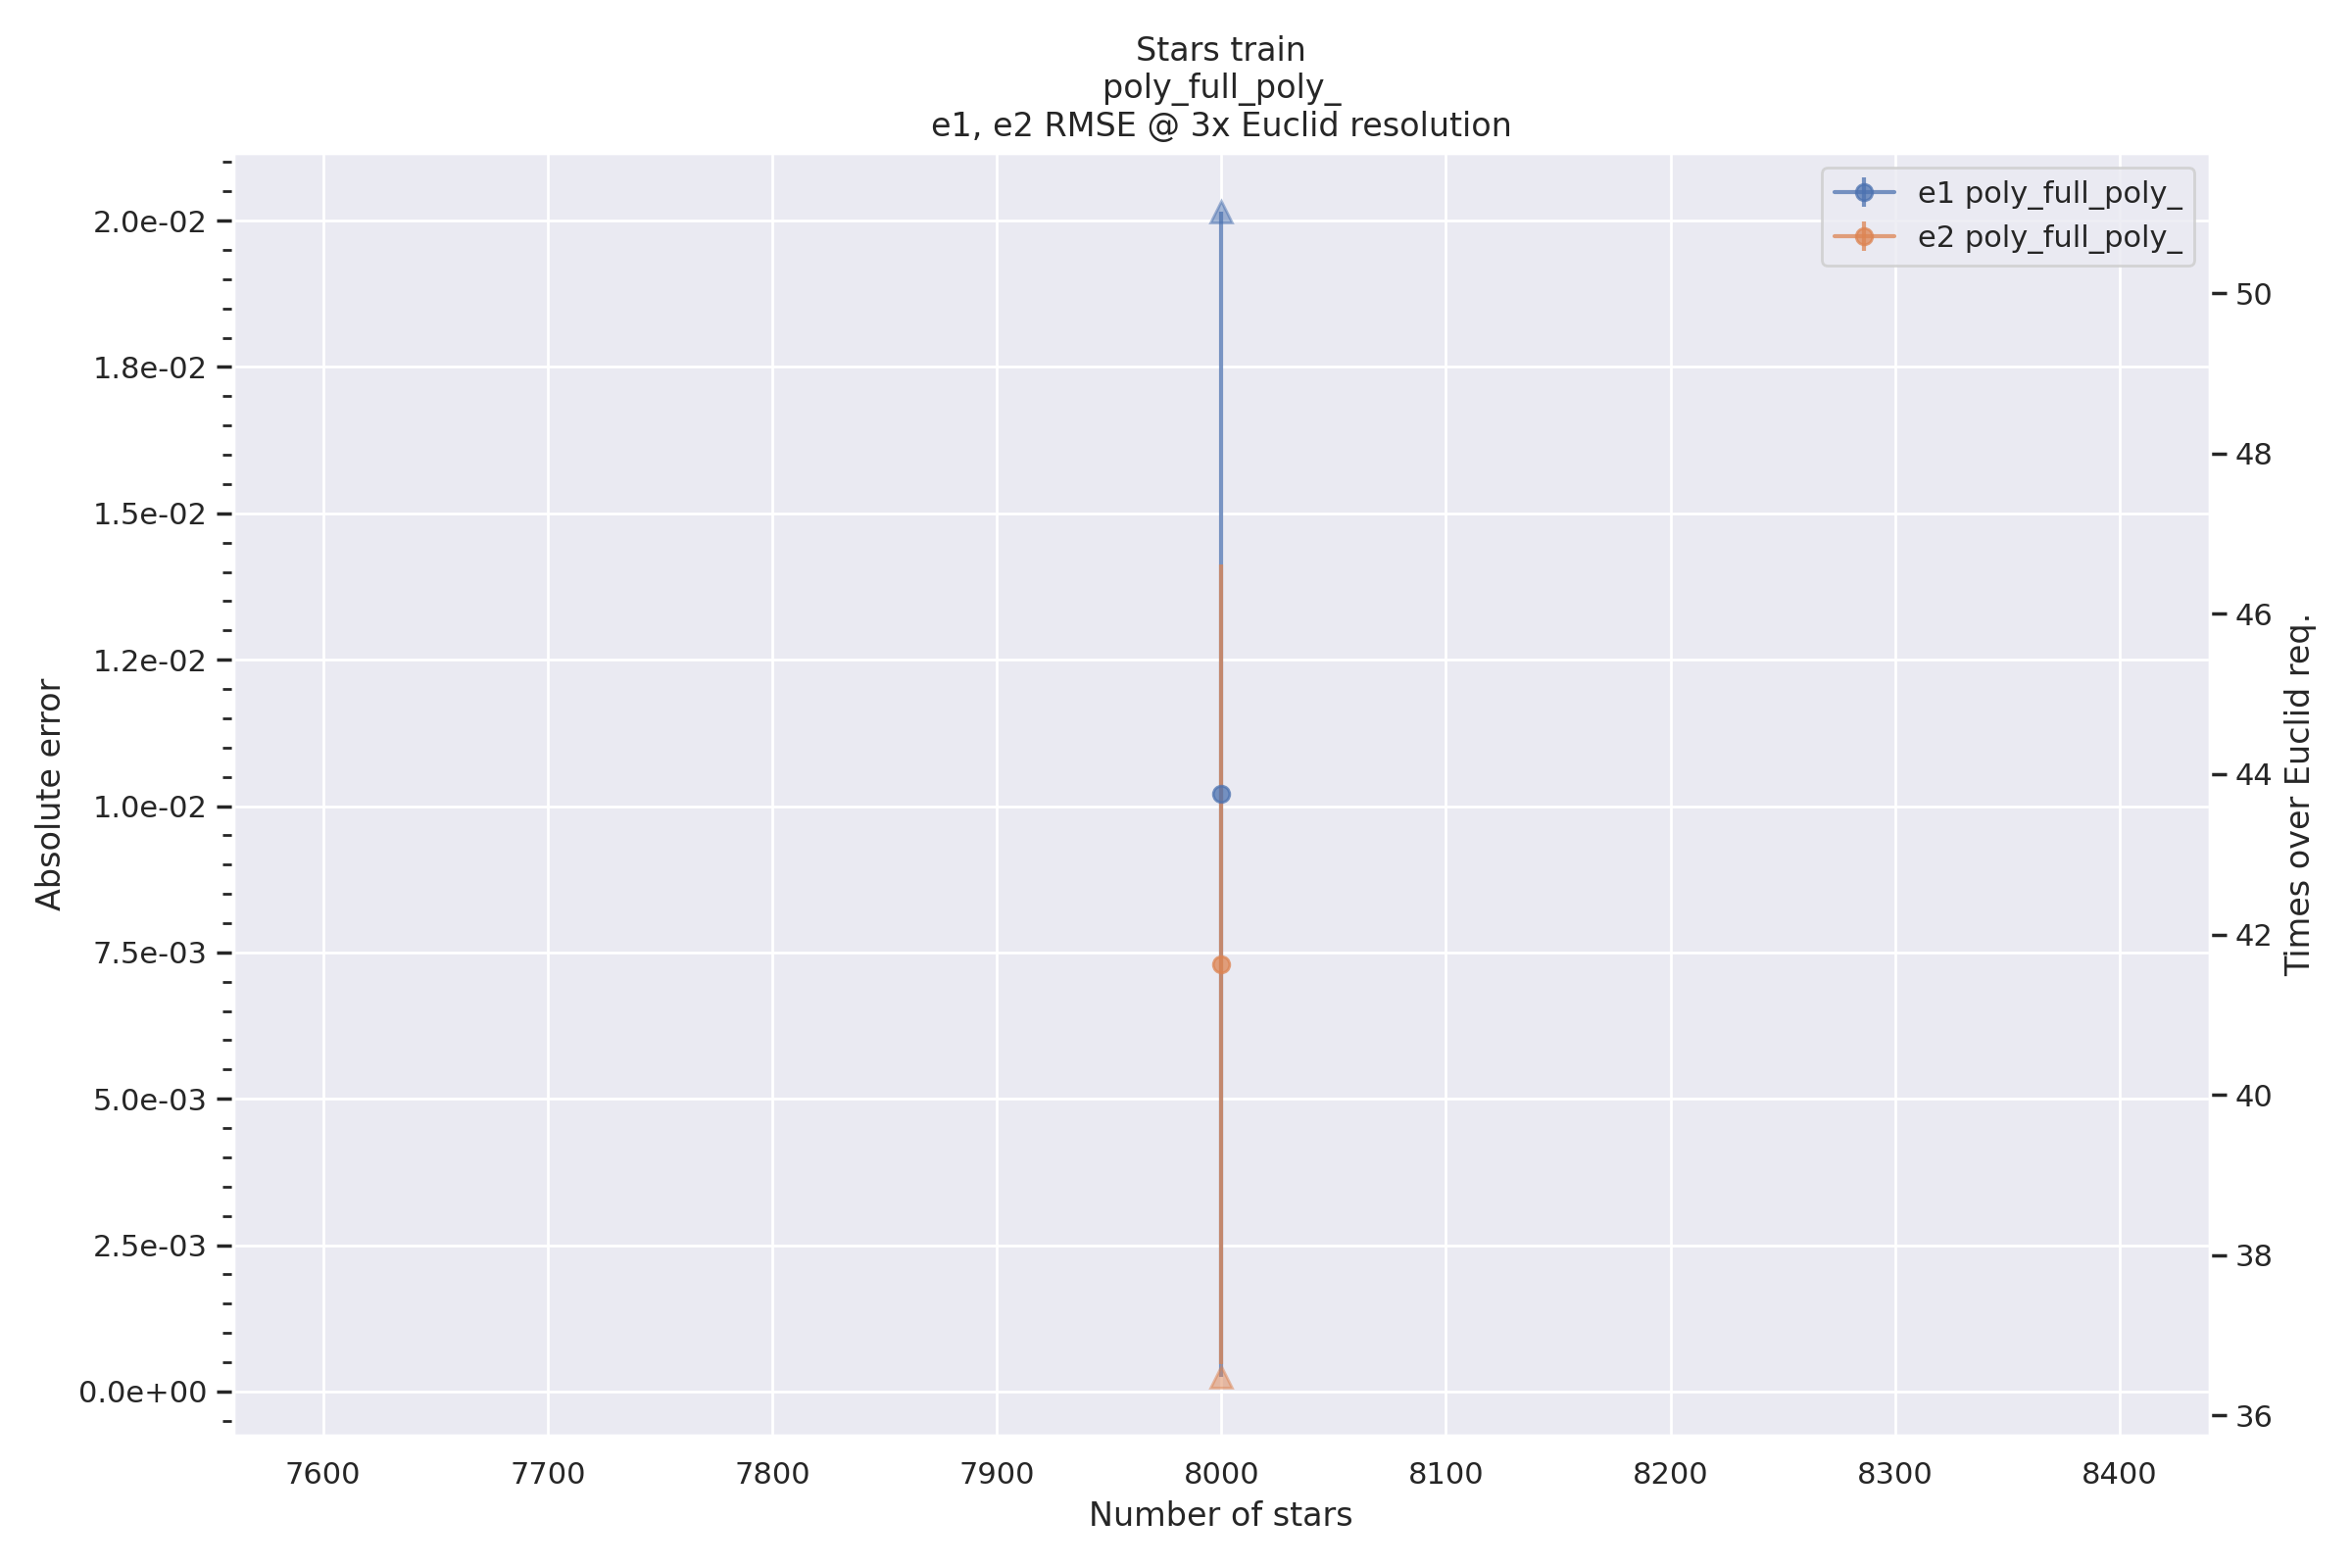 Stars train
poly_full_poly_
e1, e2 RMSE @ 3x Euclid resolution
e1 poly_full_poly_
e2 poly_full_poly_
2.0e-02
1.8e-02
1.5e-02
1.2e-02
1.0e-02
7.5e-03
5.0e-03
2.5e-03
0.0e+00
Absolute error
50
48
46
44
42
40
38
36
Times over Euclid req.
7600 7700 7800 7900 8000 8100 8200 8300 8400
Number of stars